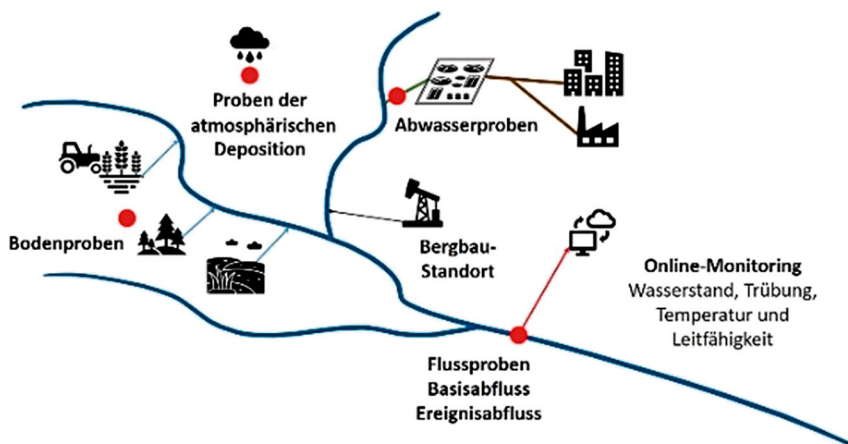 Proben der
atmosphärischen
Deposition
Abwasserproben
Bodenproben
Bergbau-
Standort
Online-Monitoring
Wasserstand, Trübung,
Temperatur und
Leitfähigkeit
Flussproben
Basisabfluss
Ereignisabfluss